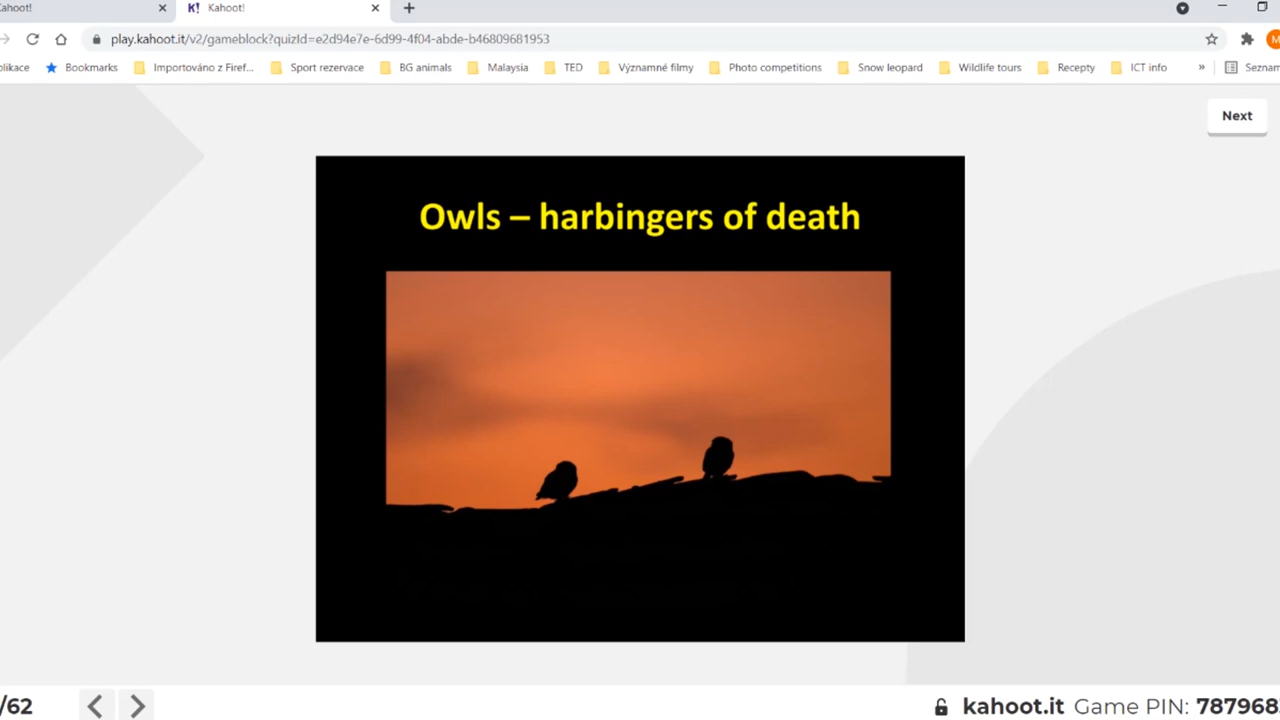 Kahoot!
K! Kahoot!
play.kahoot.it/v2/gameblock?quizId=e2d94e7e-6d99-4f04-abde-b46809681953
plikace Bookmarks Importováno z Firef... Sport rezervace BG animals Malaysia TED Významné filmy Photo competitions Snow leopard Wildlife tours Recepty ICT info » Seznam
Next
Owls – harbingers of death
/62
kahoot.it Game PIN: 787968